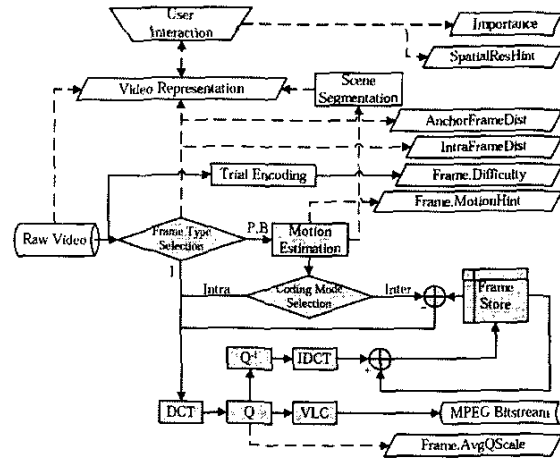 User
Interaction
Importance
SpatialResHint
Video Representation
Scene
Segmentation
AnchorFrameDist
IntraFrameDist
Trial Encoding
Frame.Difficulty
Frame.MotionHint
Raw Video
Frame Type
Selection
P,B
Motion
Estimation
I
Intra
Coding Mode
Selection
Inter
-
Frame
Store
Q-1
IDCT
+
DCT
Q
VLC
MPEG Bitstream
Frame.AvgQScale